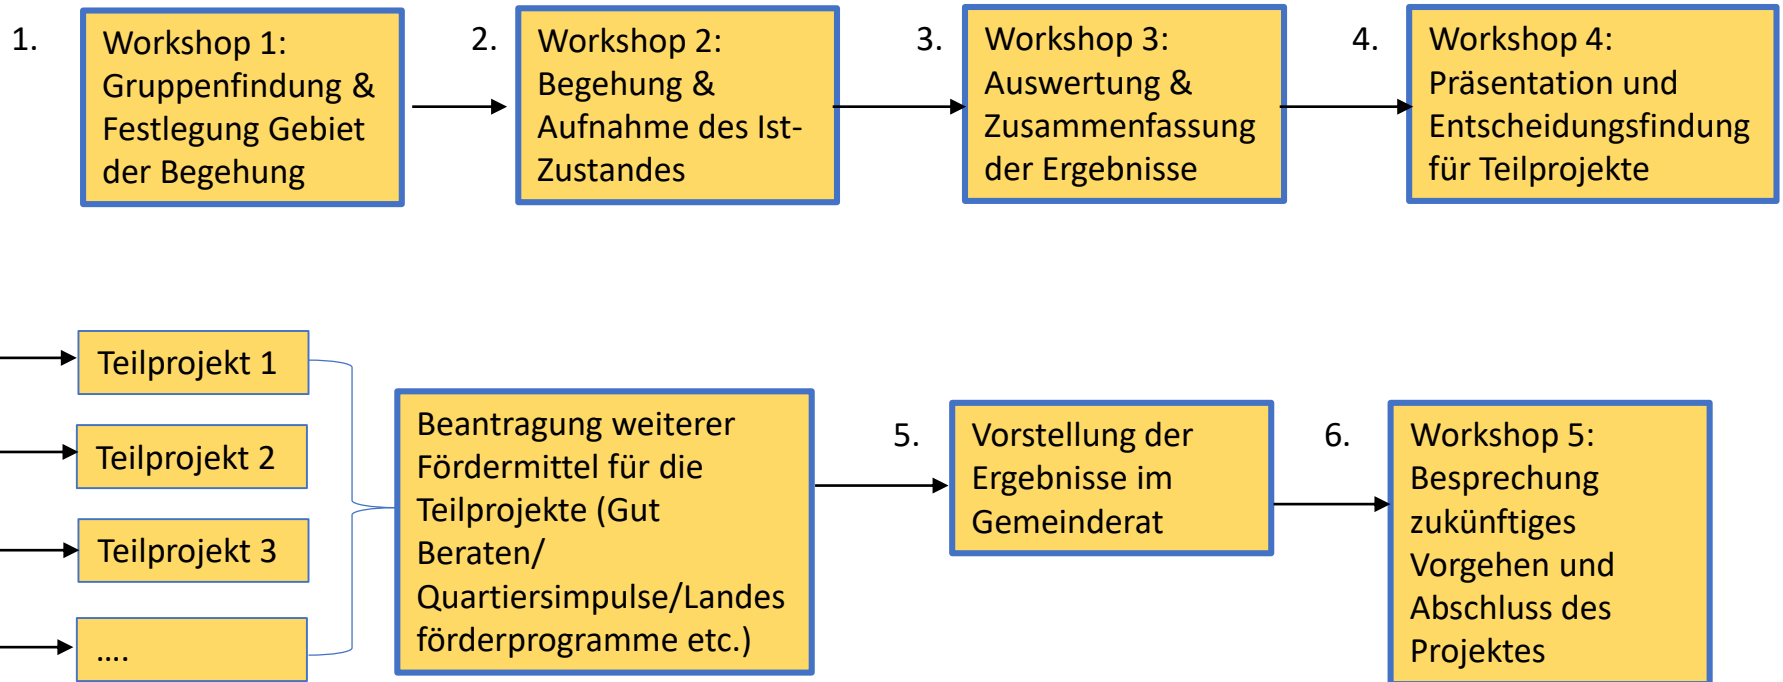 1.
Workshop 1:
Gruppenfindung &
Festlegung Gebiet
der Begehung
2.
Workshop 2:
Begehung &
Aufnahme des Ist-
Zustandes
3.
Workshop 3:
Auswertung &
Zusammenfassung
der Ergebnisse
4.
Workshop 4:
Präsentation und
Entscheidungsfindung
für Teilprojekte
Teilprojekt 1
Teilprojekt 2
Teilprojekt 3
....
Beantragung weiterer
Fördermittel für die
Teilprojekte (Gut
Beraten/
Quartiersimpulse/Landes
förderprogramme etc.)
5.
Vorstellung der
Ergebnisse im
Gemeinderat
6.
Workshop 5:
Besprechung
zukünftiges
Vorgehen und
Abschluss des
Projektes